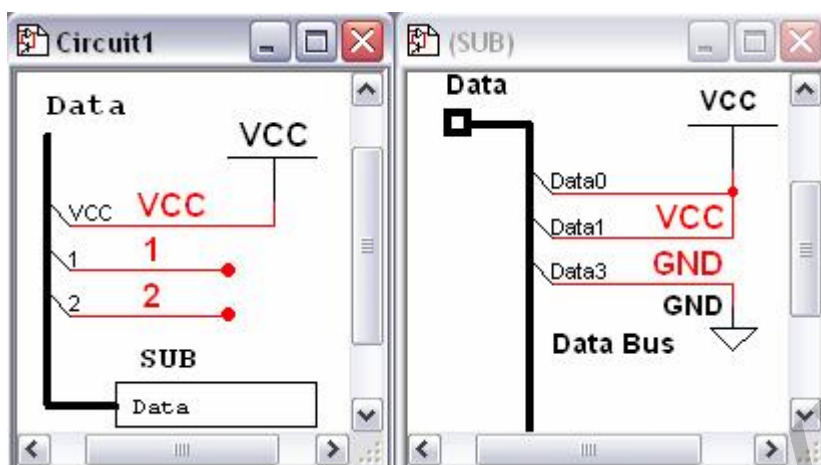 Circuit1
Data
VCC
VCC VCC
1 1
2 2
SUB
Data
(SUB)
Data
VCC
Data0
Data1 VCC
Data3 GND
GND
Data Bus